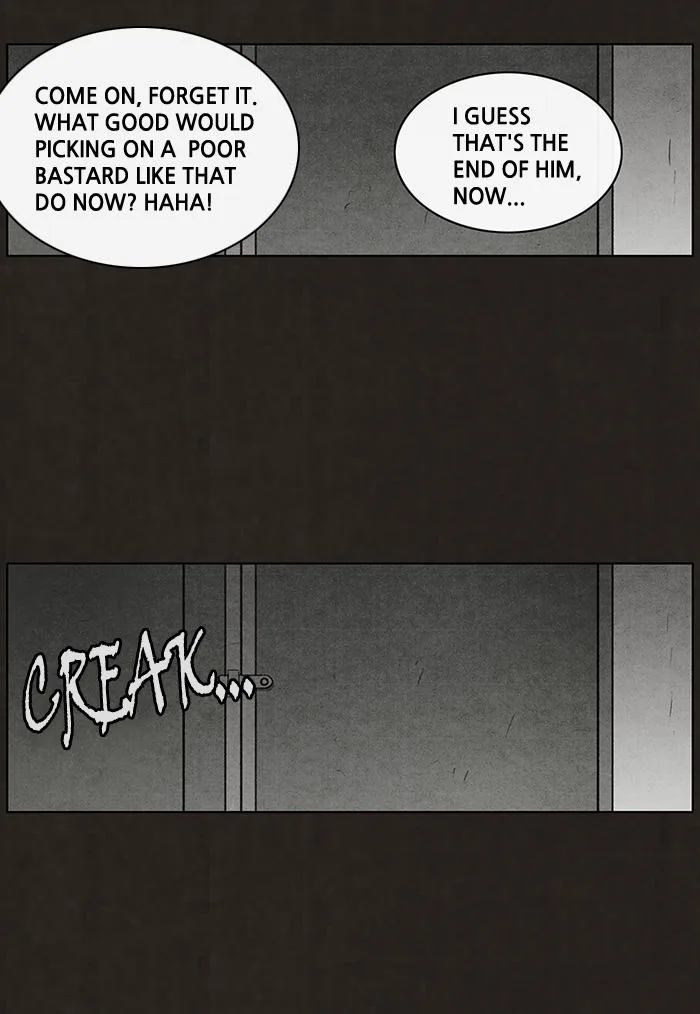 COME ON, FORGET IT.
WHAT GOOD WOULD
PICKING ON A POOR
BASTARD LIKE THAT
DO NOW? HAHA!
I GUESS
THAT'S THE
END OF HIM,
NOW...
CREAK...